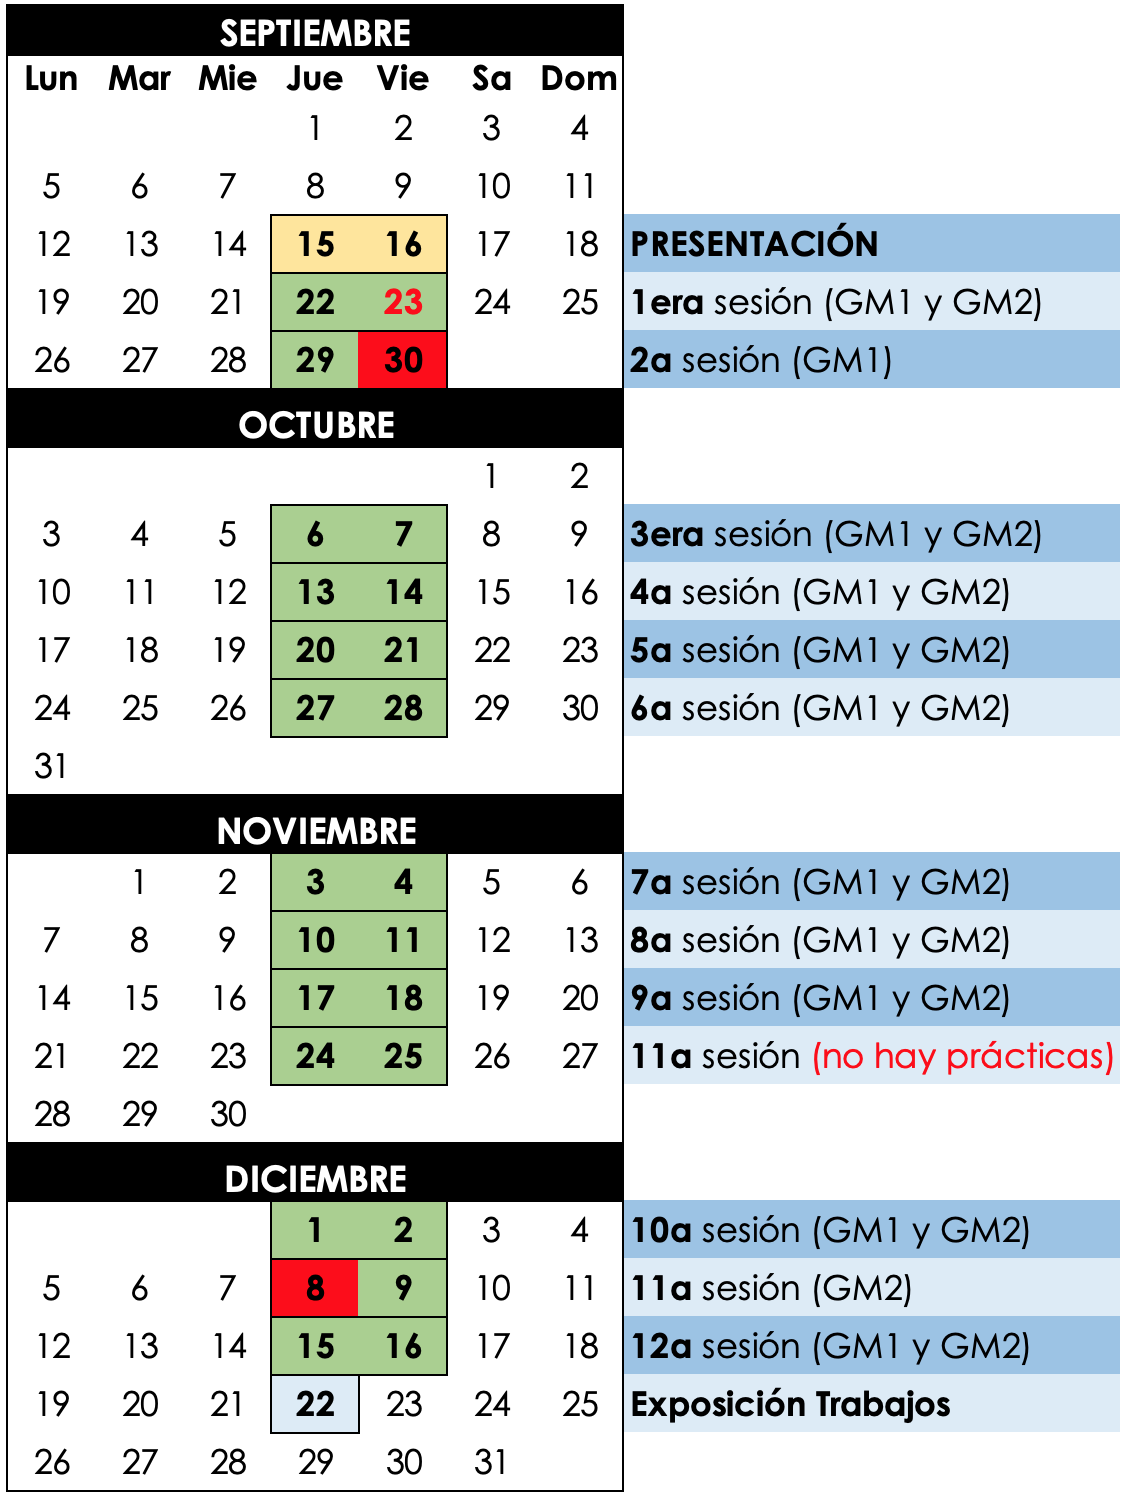 SEPTIEMBRE
Lun Mar Mie Jue Vie Sa Dom
1 2 3 4
5 6 7 8 9 10 11
12 13 14 15 16 17 18 PRESENTACIÓN
19 20 21 22 23 24 25 1era sesión (GM1 y GM2)
26 27 28 29 30 2a sesión (GM1)
OCTUBRE
1 2
3 4 5 6 7 8 9 3era sesión (GM1 y GM2)
10 11 12 13 14 15 16 4a sesión (GM1 y GM2)
17 18 19 20 21 22 23 5a sesión (GM1 y GM2)
24 25 26 27 28 29 30 6a sesión (GM1 y GM2)
31
NOVIEMBRE
1 2 3 4 5 6 7a sesión (GM1 y GM2)
7 8 9 10 11 12 13 8a sesión (GM1 y GM2)
14 15 16 17 18 19 20 9a sesión (GM1 y GM2)
21 22 23 24 25 26 27 11a sesión (no hay prácticas)
28 29 30
DICIEMBRE
1 2 3 4 10a sesión (GM1 y GM2)
5 6 7 8 9 10 11 11a sesión (GM2)
12 13 14 15 16 17 18 12a sesión (GM1 y GM2)
19 20 21 22 23 24 25 Exposición Trabajos
26 27 28 29 30 31